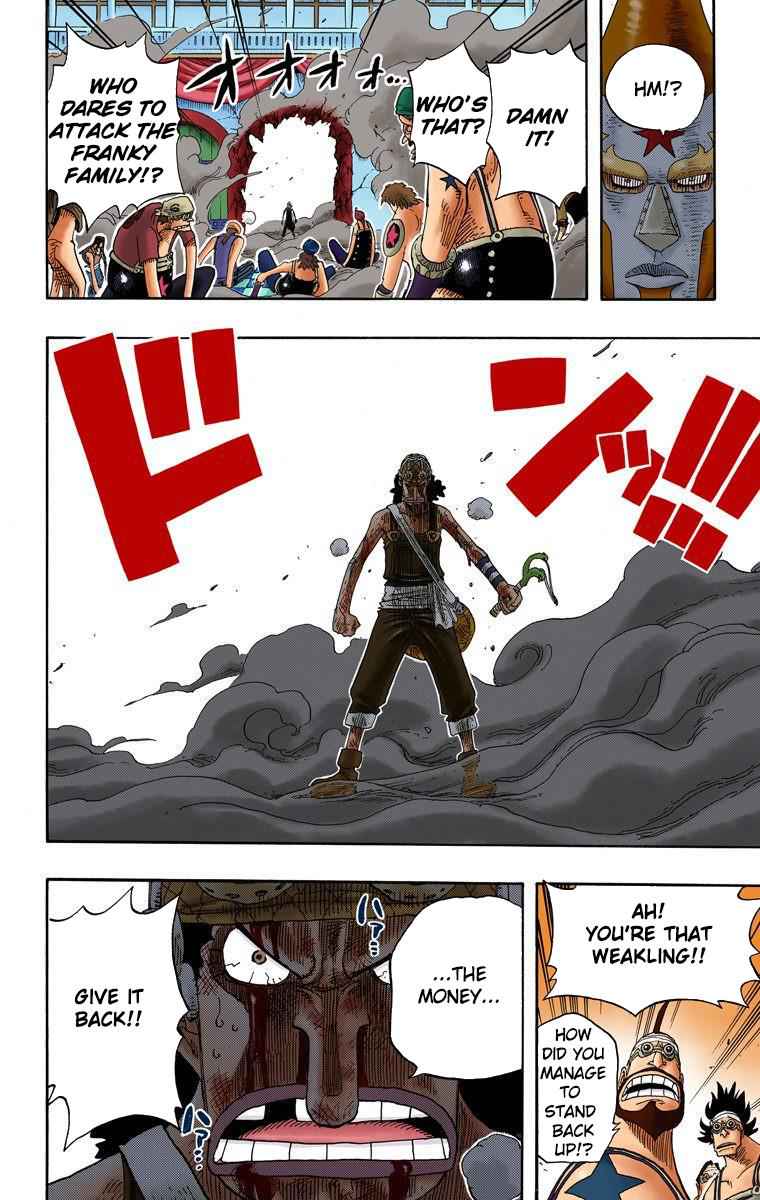 HM!?
DAMN
IT!
WHO'S
THAT?
オオオオ...
WHO
DARES TO
ATTACK THE
FRANKY
FAMILY!?
ドンッ!!!
AH!
YOU'RE THAT
WEAKLING!!
HOW
DID YOU
MANAGE
TO
STAND
BACK
UP!?
...THE
MONEY...
ハァ...
GIVE IT
BACK!!
ハァ...